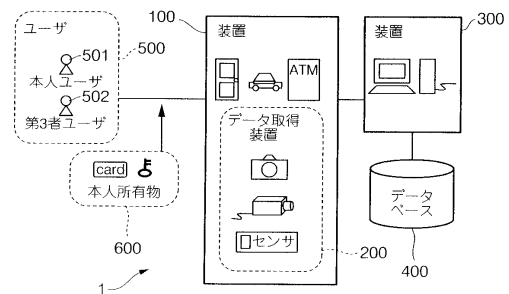 ユーザ
501
本人ユーザ
502
第3者ユーザ
500
card
本人所有物
600
1
100
装置
ATM
データ取得
装置
センサ
200
300
装置
データ
ベース
400